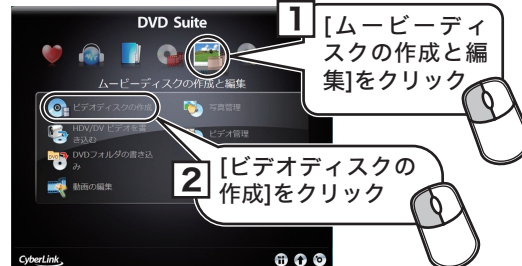 DVD Suite
1
[ムービーディ
スクの作成と編
集]をクリック
ムービーディスクの作成と編集
ビデオディスクの作成
写真管理
HDV/DV ビデオを書
き込む
ビデオ管理
DVDフォルダの書き込
み
動画の編集
2
[ビデオディスクの
作成]をクリック
CyberLink